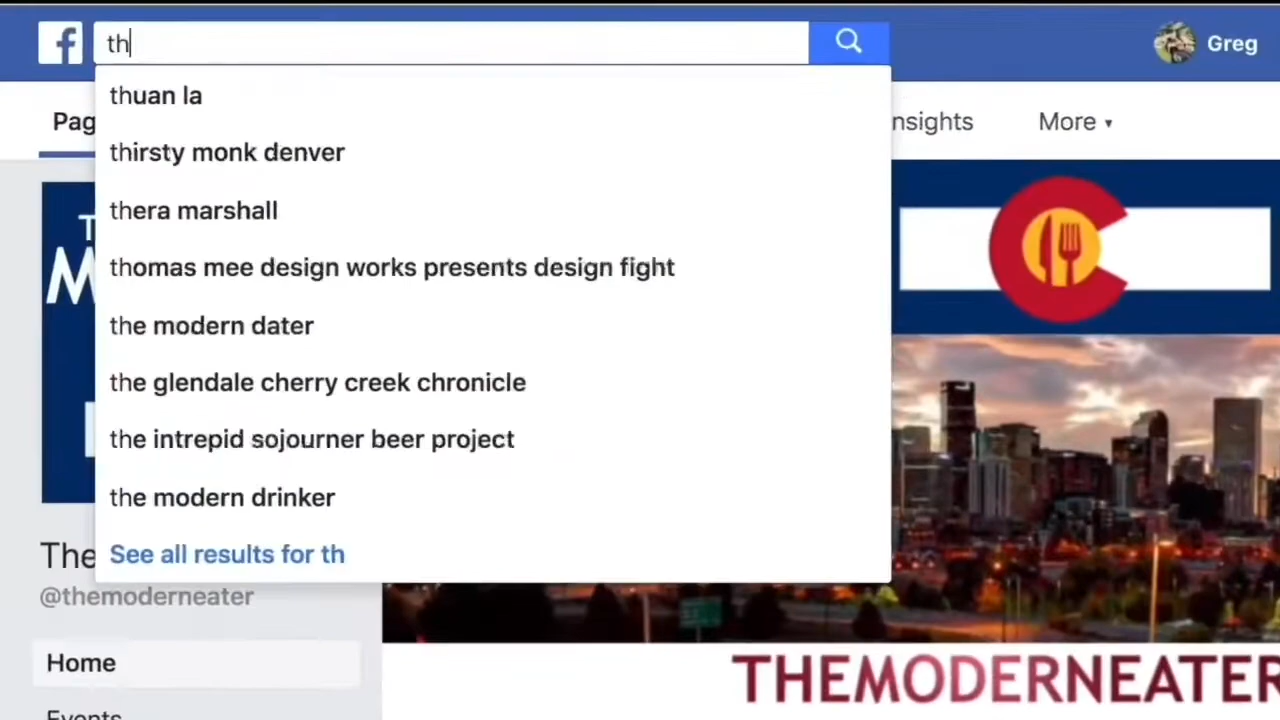 f
th
Greg
Pag
nsights
More
thuan la
thirsty monk denver
thera marshall
thomas mee design works presents design fight
the modern dater
the glendale cherry creek chronicle
the intrepid sojourner beer project
the modern drinker
See all results for th
T
M
The
@themoderneater
Home
Events
THEMODERNEATER